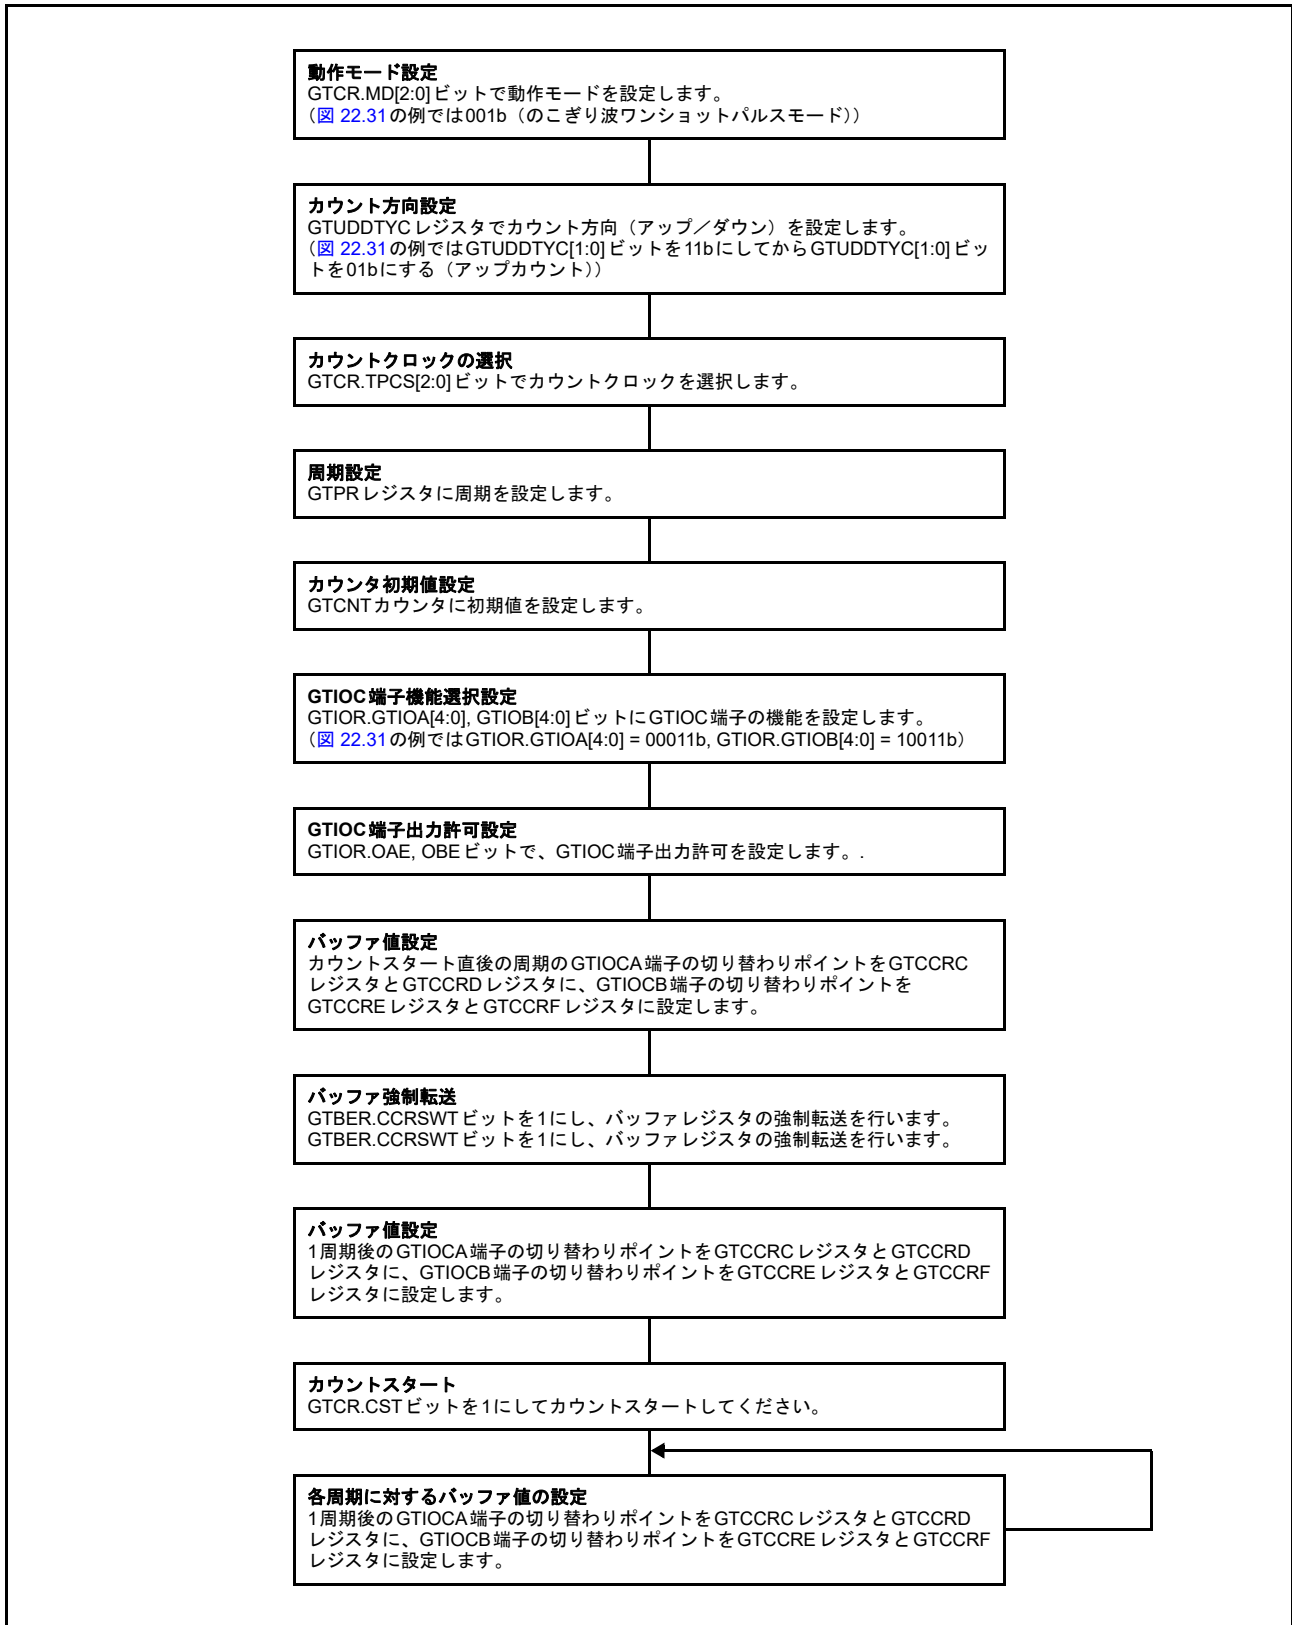 動作モード設定
GTCR.MD[2:0]ビットで動作モードを設定します。
（図 22.31の例では001b（のこぎり波ワンショットパルスモード））
カウント方向設定
GTUDDTYCレジスタでカウント方向（アップ／ダウン）を設定します。
（図 22.31の例ではGTUDDTYC[1:0]ビットを11bにしてからGTUDDTYC[1:0]ビッ
トを01bにする（アップカウント））
カウントクロックの選択
GTCR.TPCS[2:0]ビットでカウントクロックを選択します。
周期設定
GTPRレジスタに周期を設定します。
カウンタ初期値設定
GTCNTカウンタに初期値を設定します。
GTIOC端子機能選択設定
GTIOR.GTIOA[4:0], GTIOB[4:0]ビットにGTIOC端子の機能を設定します。
（図 22.31の例ではGTIOR.GTIOA[4:0] = 00011b, GTIOR.GTIOB[4:0] = 10011b）
GTIOC端子出力許可設定
GTIOR.OAE, OBEビットで、GTIOC端子出力許可を設定します。.
バッファ値設定
カウントスタート直後の周期のGTIOCA端子の切り替わりポイントをGTCCRC
レジスタとGTCCRDレジスタに、GTIOCB端子の切り替わりポイントを
GTCCREレジスタとGTCCRFレジスタに設定します。
バッファ強制転送
GTBER.CCRSWTビットを1にし、バッファレジスタの強制転送を行います。
GTBER.CCRSWTビットを1にし、バッファレジスタの強制転送を行います。
バッファ値設定
1周期後のGTIOCA端子の切り替わりポイントをGTCCRCレジスタとGTCCRD
レジスタに、GTIOCB端子の切り替わりポイントをGTCCREレジスタとGTCCRF
レジスタに設定します。
カウントスタート
GTCR.CSTビットを1にしてカウントスタートしてください。
各周期に対するバッファ値の設定
1周期後のGTIOCA端子の切り替わりポイントをGTCCRCレジスタとGTCCRD
レジスタに、GTIOCB端子の切り替わりポイントをGTCCREレジスタとGTCCRF
レジスタに設定します。